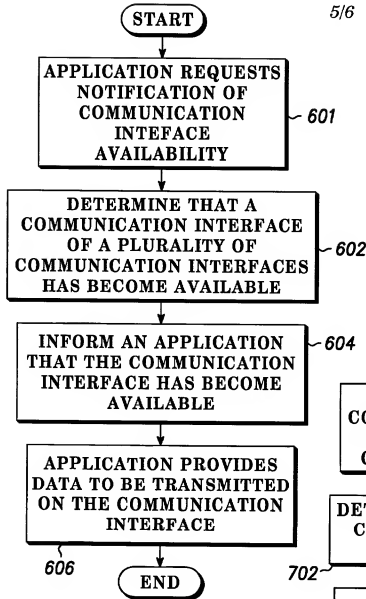 START
5/6
APPLICATION REQUESTS
NOTIFICATION OF
COMMUNICATION
INTEFACE
AVAILABILITY
601
DETERMINE THAT A
COMMUNICATION INTERFACE
OF A PLURALITY OF
COMMUNICATION INTERFACES
HAS BECOME AVAILABLE
602
INFORM AN APPLICATION
THAT THE COMMUNICATION
INTERFACE HAS BECOME
AVAILABLE
604
APPLICATION PROVIDES
DATA TO BE TRANSMITTED
ON THE COMMUNICATION
INTERFACE
606
END
702